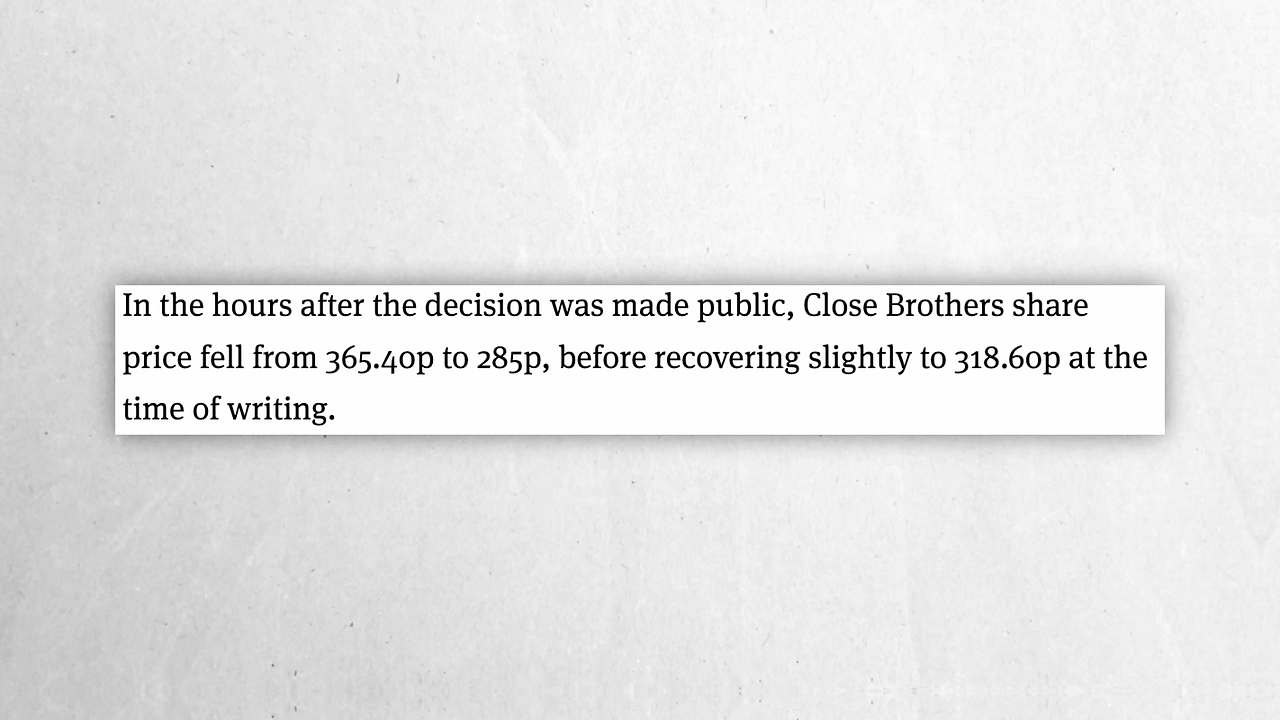 In the hours after the decision was made public, Close Brothers share
price fell from 365.40p to 285p, before recovering slightly to 318.60p at the
time of writing.